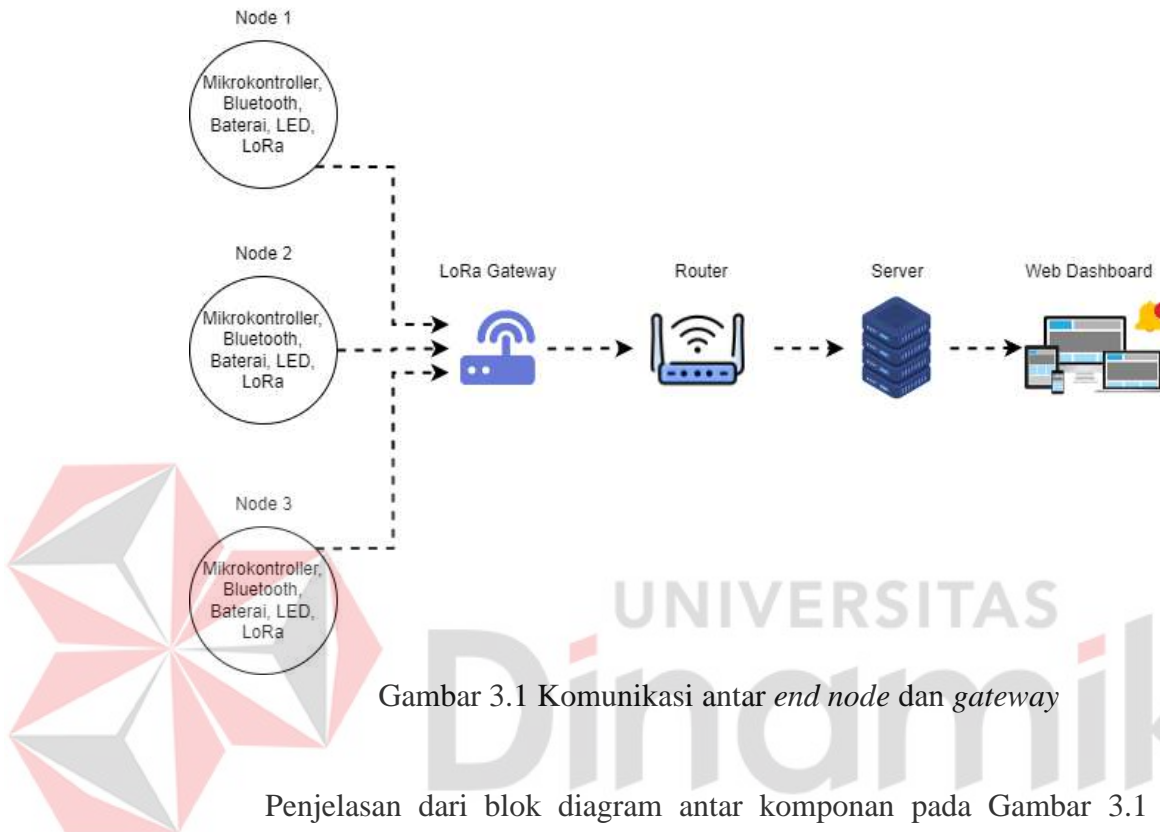 Node 1
Mikrokontroller,
Bluetooth,
Baterai, LED,
LoRa
Node 2
Mikrokontroller,
Bluetooth,
Baterai, LED,
LoRa
LoRa Gateway
Router
Server
Web Dashboard
Node 3
Mikrokontroller,
Bluetooth,
Baterai, LED,
LoRa
UNIVERSITAS
Dinamik
Gambar 3.1 Komunikasi antar end node dan gateway
Penjelasan dari blok diagram antar komponan pada Gambar 3.1